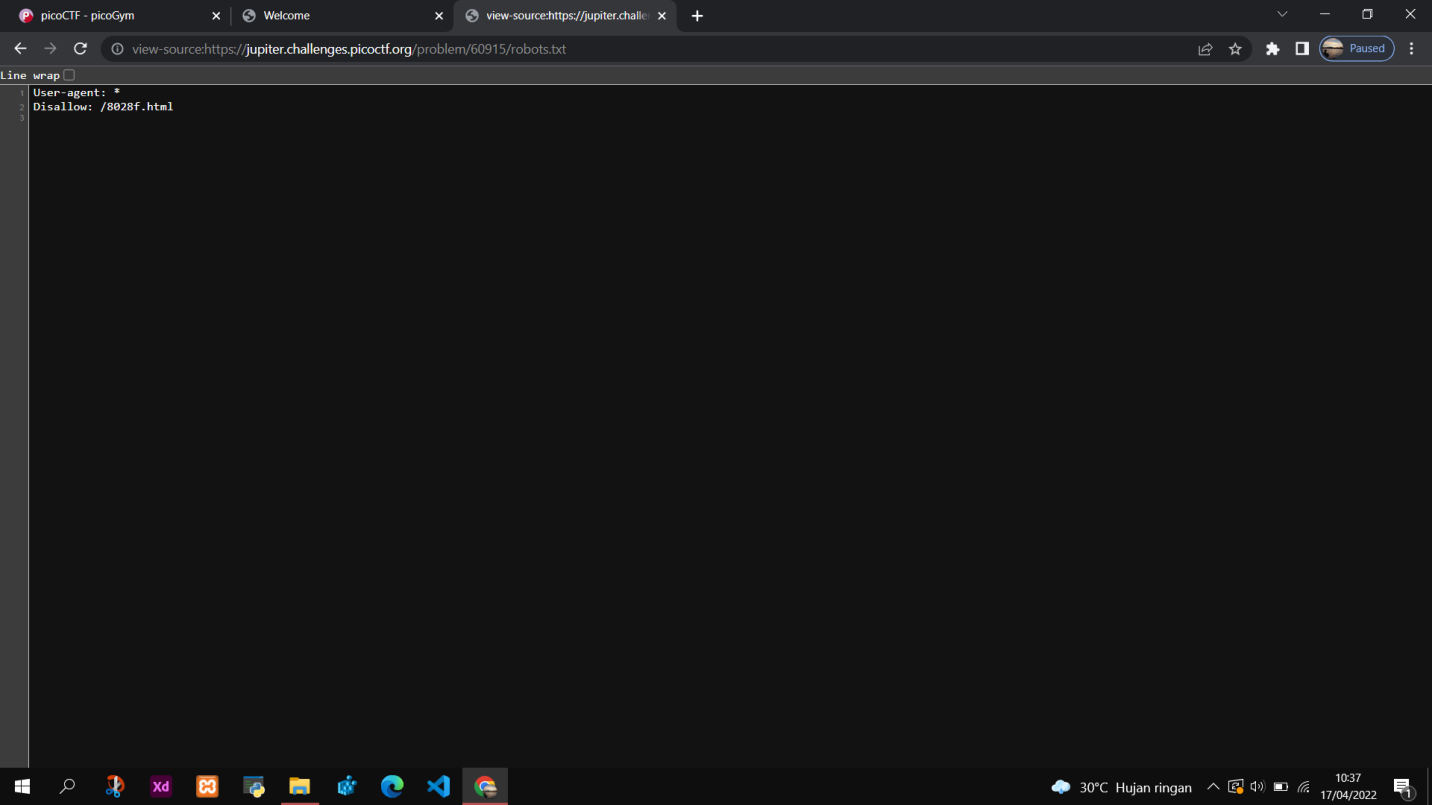 picoCTF - picoGym
Welcome
view-source:https://jupiter.challe
view-source:https://jupiter.challenges.picoctf.org/problem/60915/robots.txt
Paused
Line wrap
1 User-agent: *
2 Disallow: /8028f.html
3
Xd
30°C Hujan ringan
10:37
17/04/2022
1